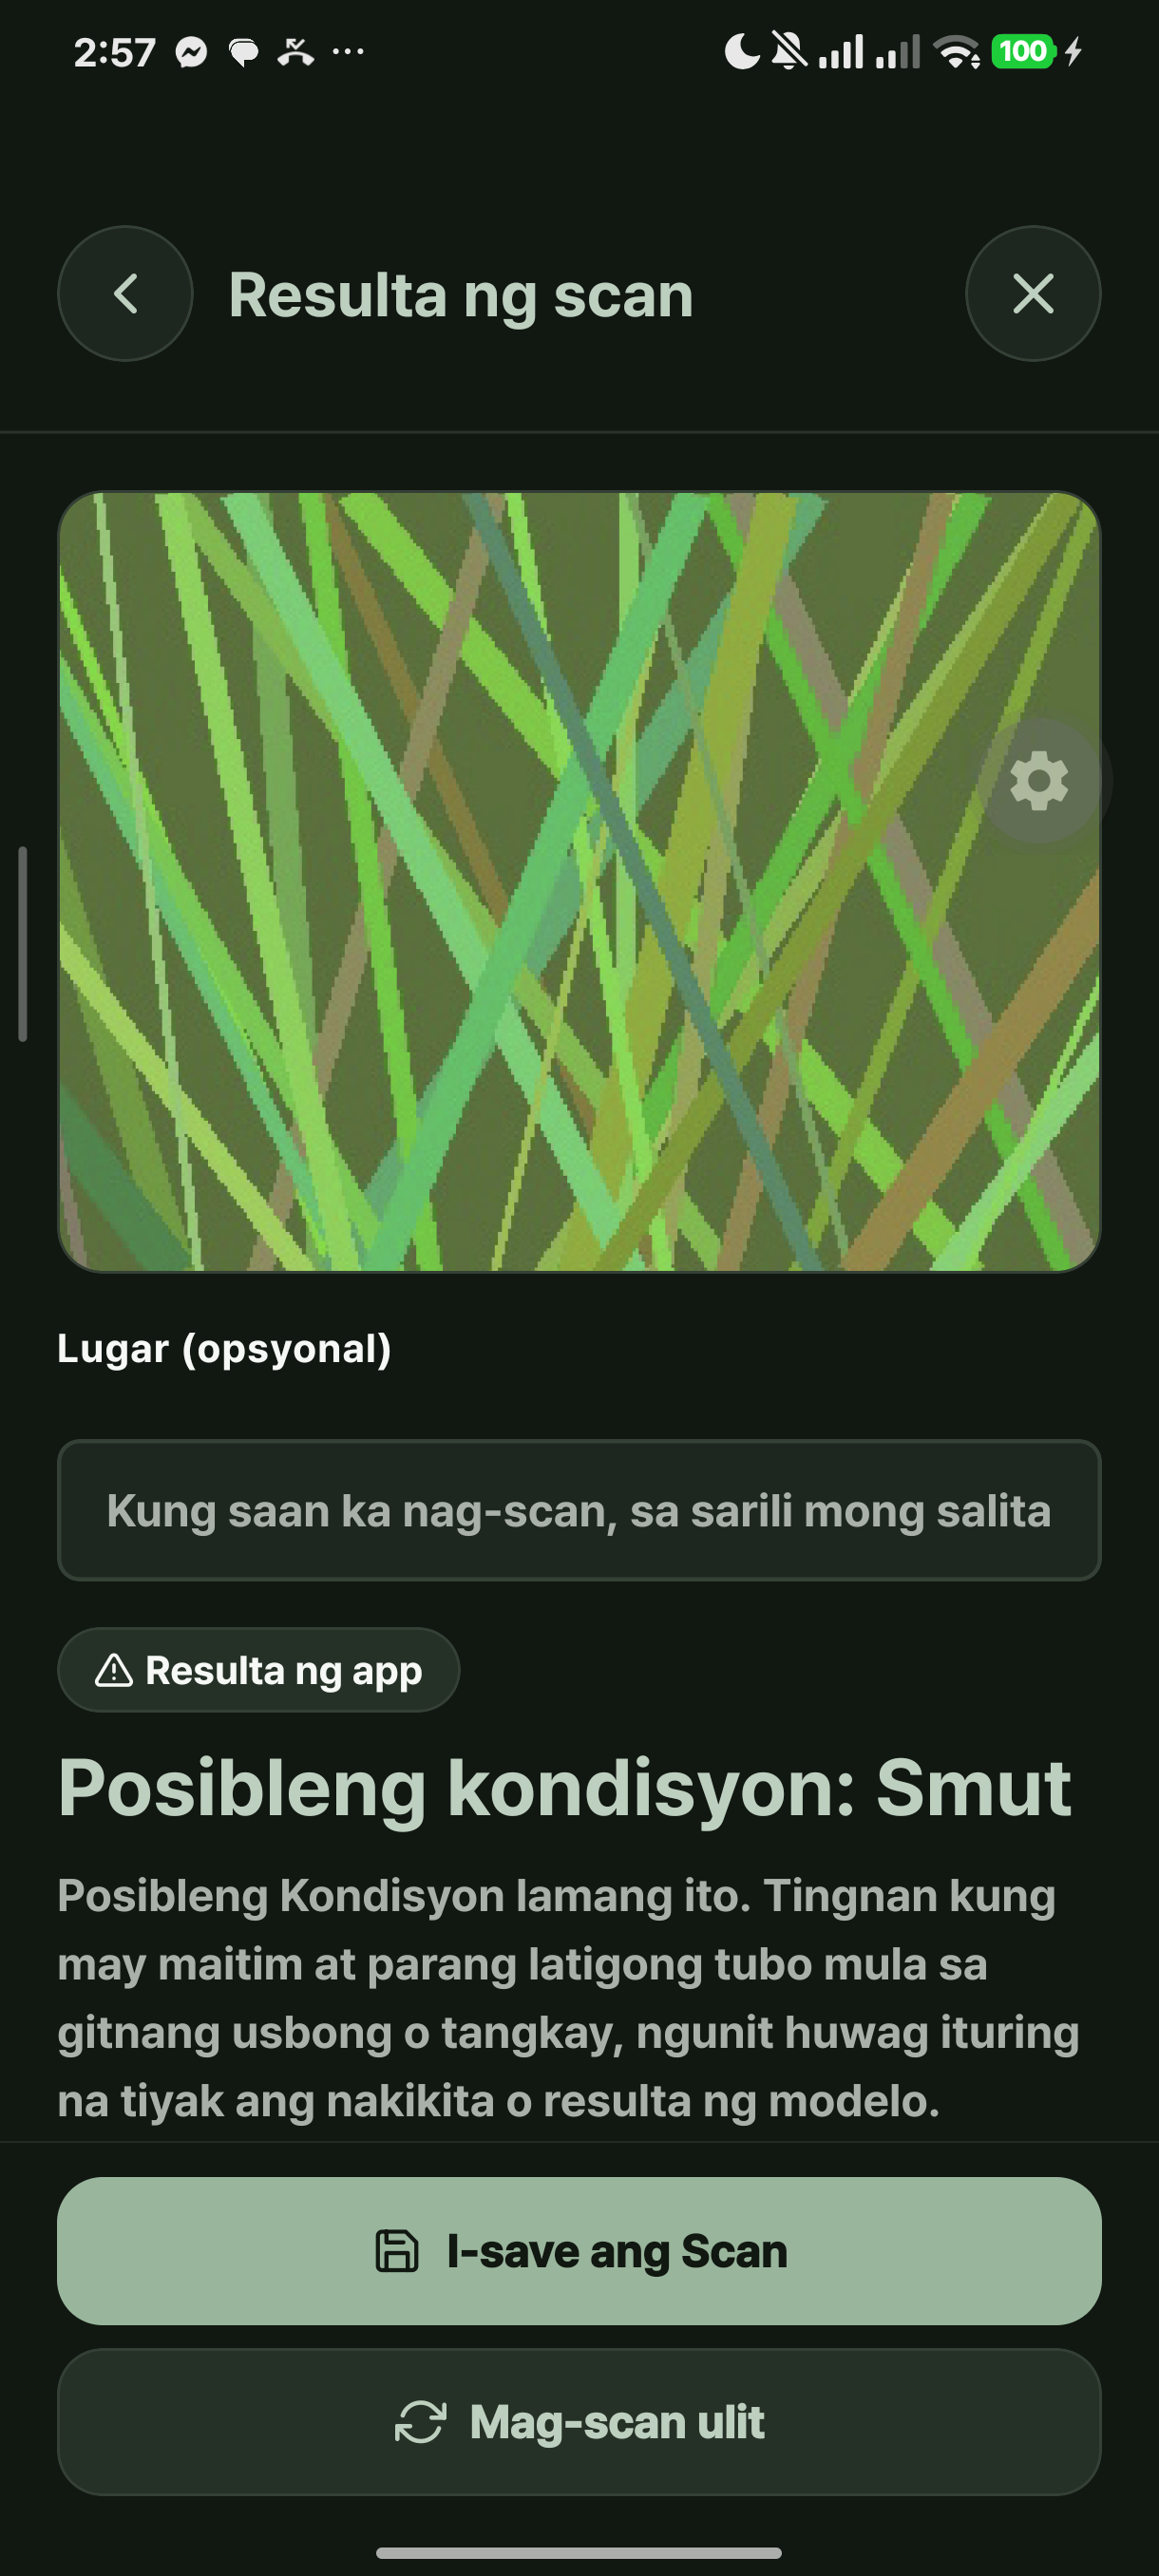 2:57
100
Resulta ng scan
Lugar (opsyonal)
Kung saan ka nag-scan, sa sarili mong salita
Resulta ng app
Posibleng kondisyon: Smut
Posibleng Kondisyon lamang ito. Tingnan kung
may maitim at parang latigong tubo mula sa
gitnang usbong o tangkay, ngunit huwag ituring
na tiyak ang nakikita o resulta ng modelo.
I-save ang Scan
Mag-scan ulit